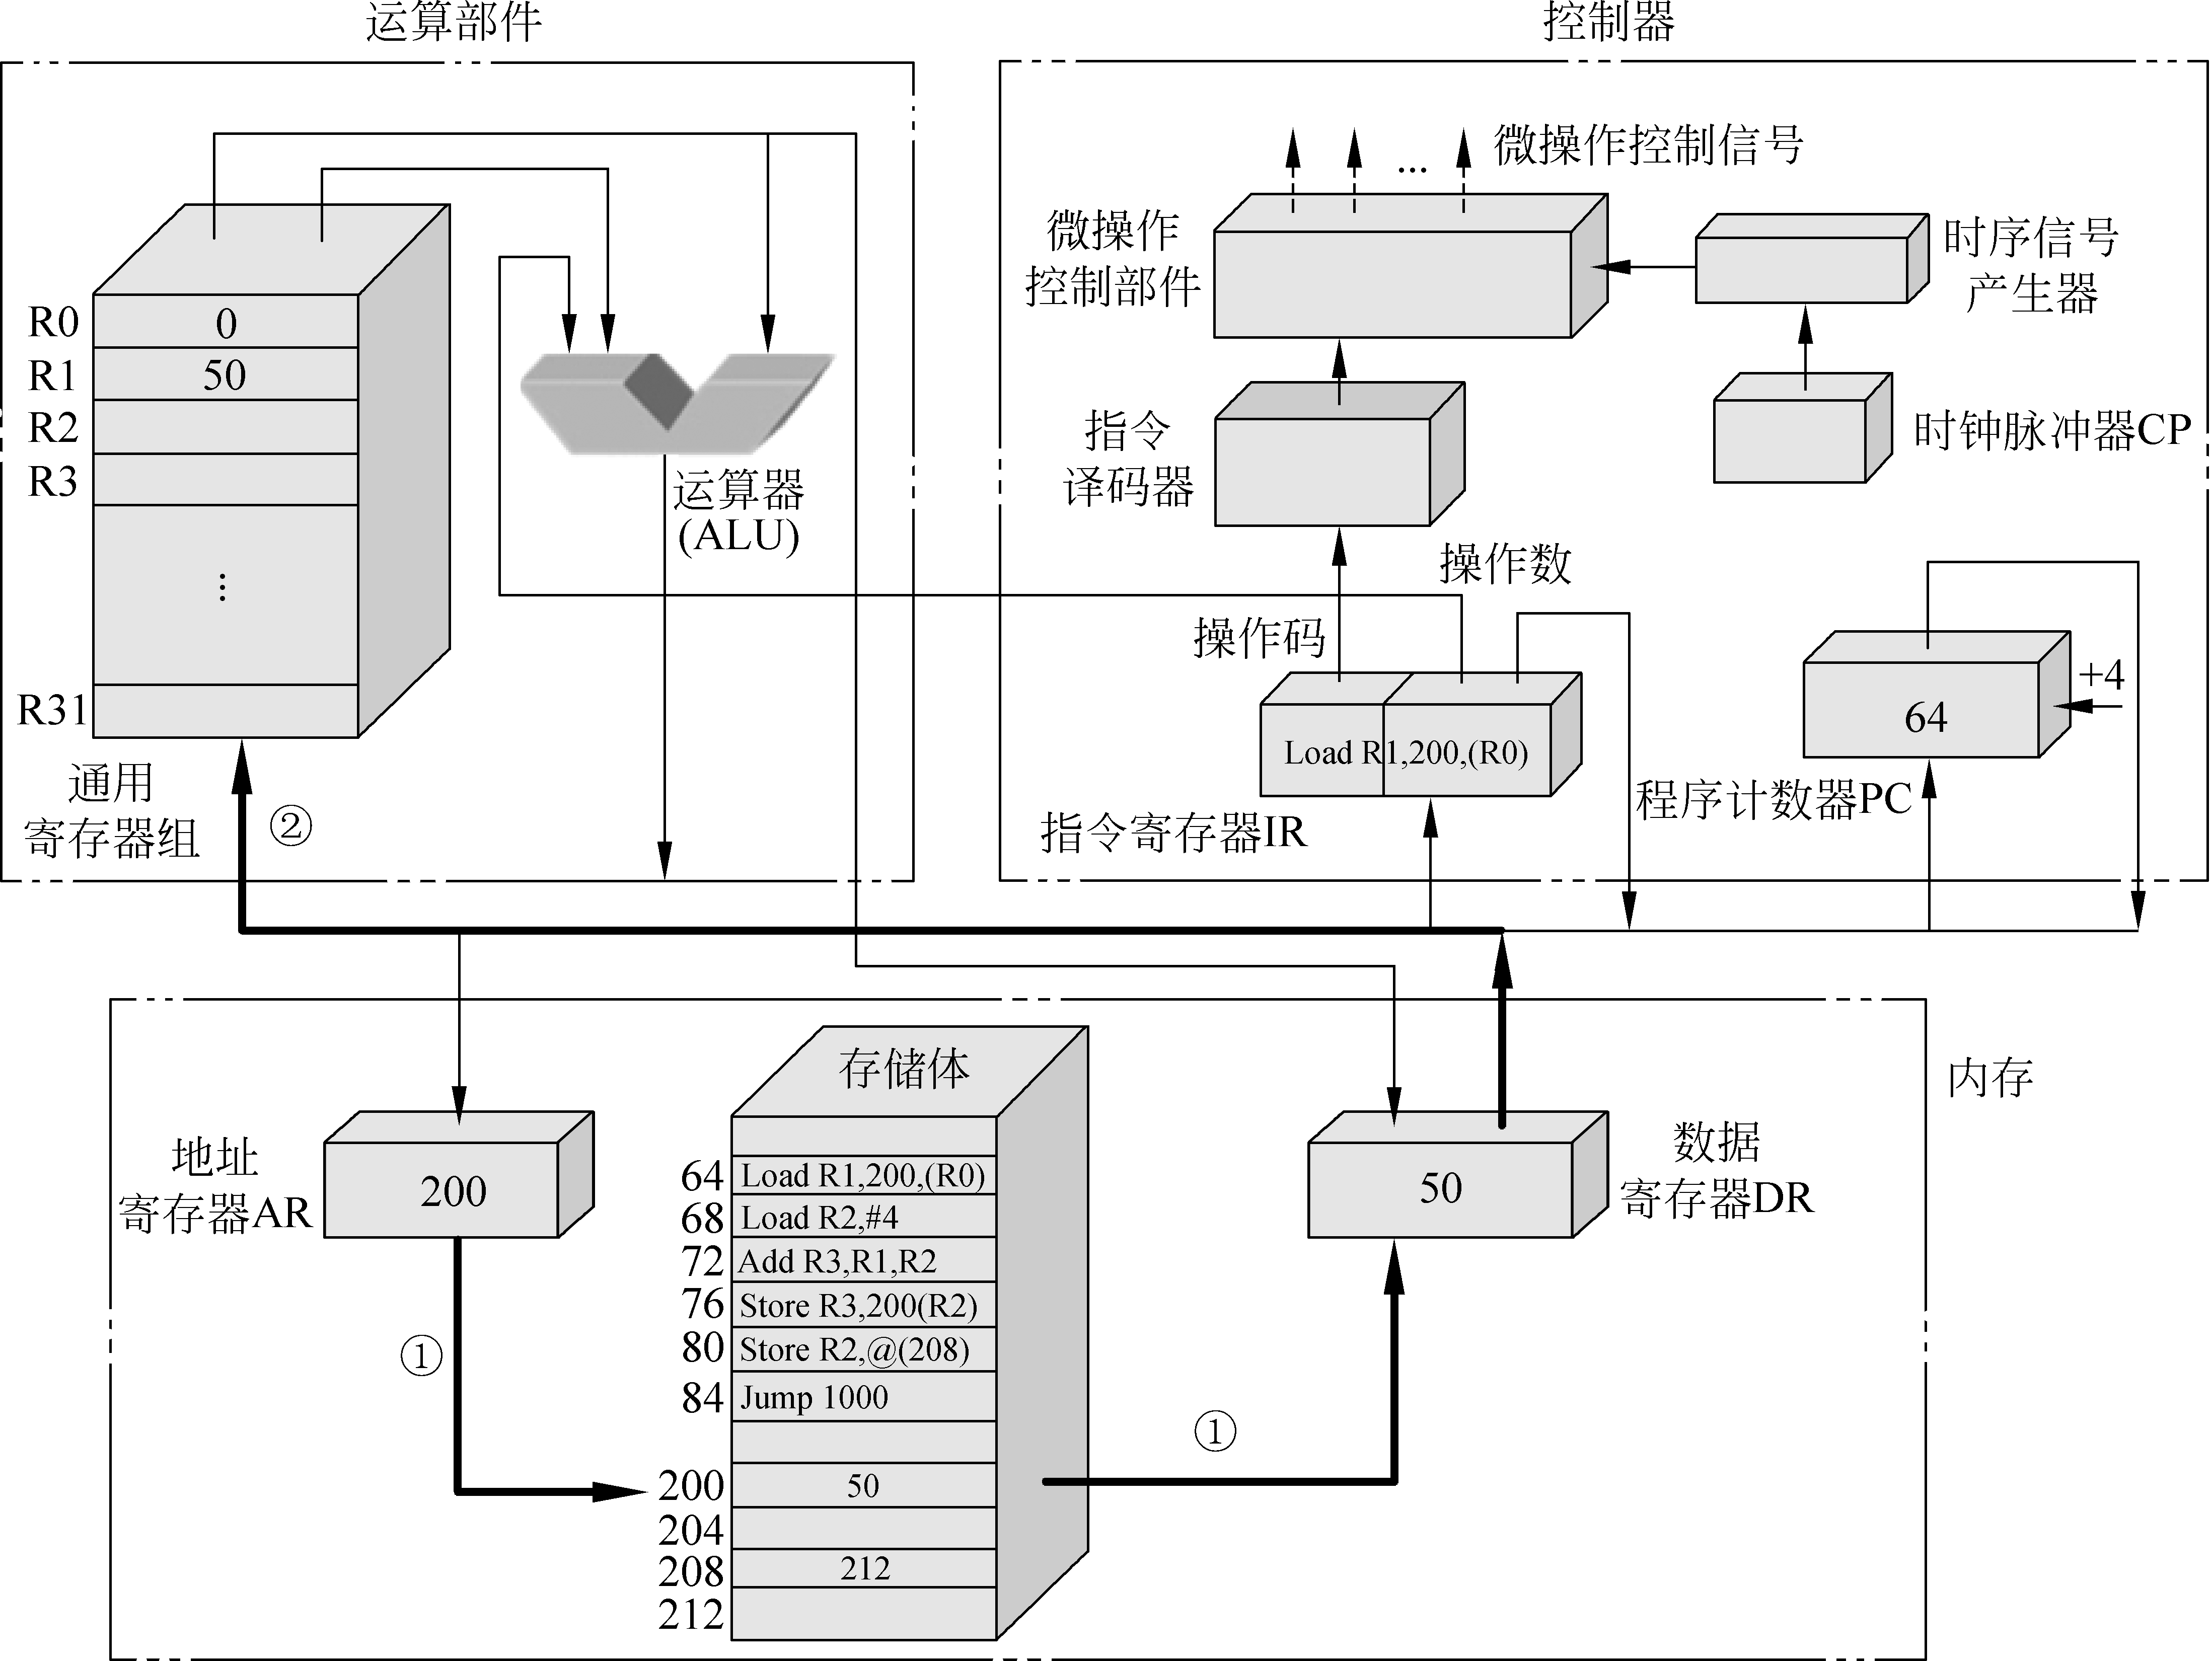 运算部件
控制器
R0
0
R1
50
R2
R3
⋮
R31
通用
寄存器组
②
运算器
(ALU)
微操作控制信号
...
微操作
控制部件
时序信号
产生器
时钟脉冲器CP
指令
译码器
操作数
操作码
Load R1,200,(R0)
指令寄存器IR
64
+4
程序计数器PC
内存
存储体
地址
寄存器AR
200
①
64 Load R1,200,(R0)
68 Load R2,#4
72 Add R3,R1,R2
76 Store R3,200(R2)
80 Store R2,@(208)
84 Jump 1000
200 50
204
208 212
212
①
50
数据
寄存器DR